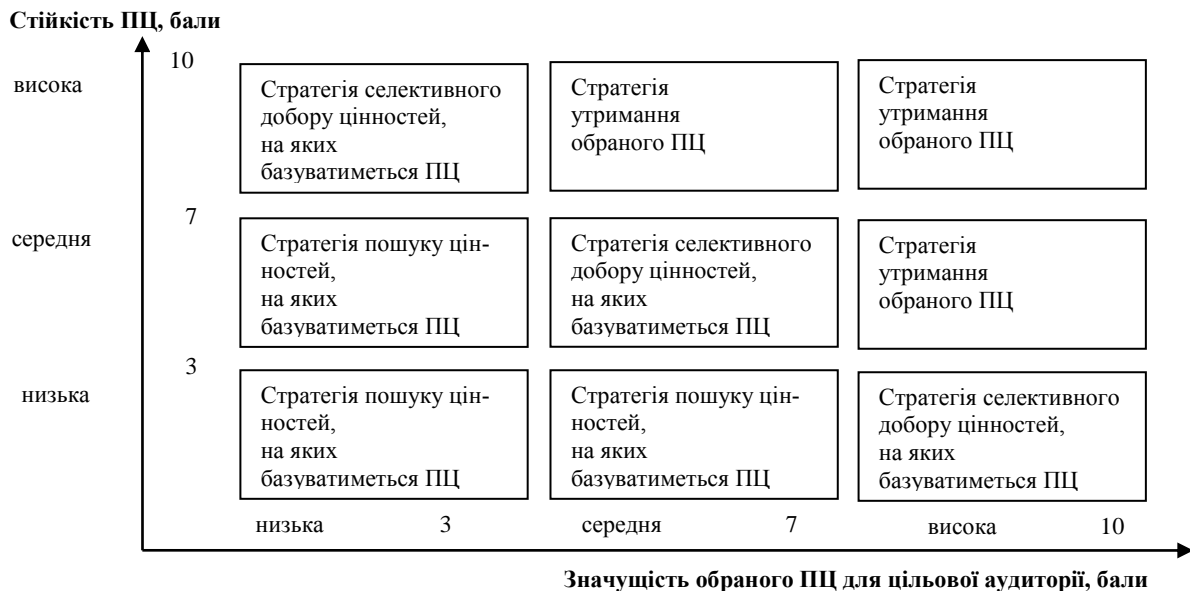 Стійкість ПЦ, бали
10
висока
Стратегія селективного
добору цінностей,
на яких
базуватиметься ПЦ
Стратегія
утримання
обраного ПЦ
Стратегія
утримання
обраного ПЦ
7
середня
Стратегія пошуку цін-
ностей,
на яких
базуватиметься ПЦ
Стратегія селективного
добору цінностей,
на яких
базуватиметься ПЦ
Стратегія
утримання
обраного ПЦ
3
низька
Стратегія пошуку цін-
ностей,
на яких
базуватиметься ПЦ
Стратегія пошуку цін-
ностей,
на яких
базуватиметься ПЦ
Стратегія селективного
добору цінностей,
на яких
базуватиметься ПЦ
низька 3 середня 7 висока 10
Значущість обраного ПЦ для цільової аудиторії, бали